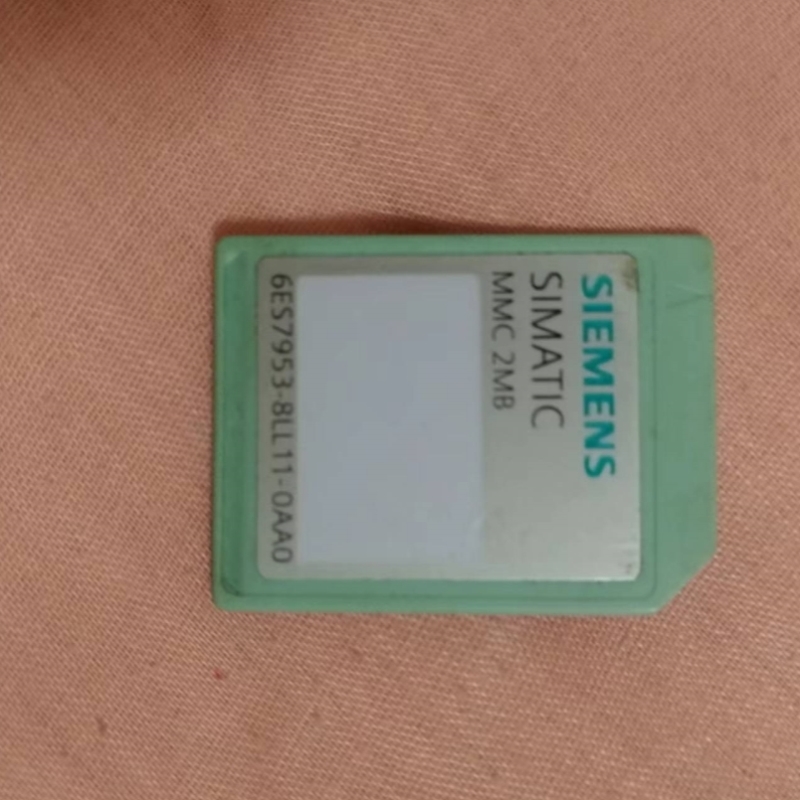 SIEMENS
SIMATIC
MMC 2MB
6ES7953-8LL11-0AA0